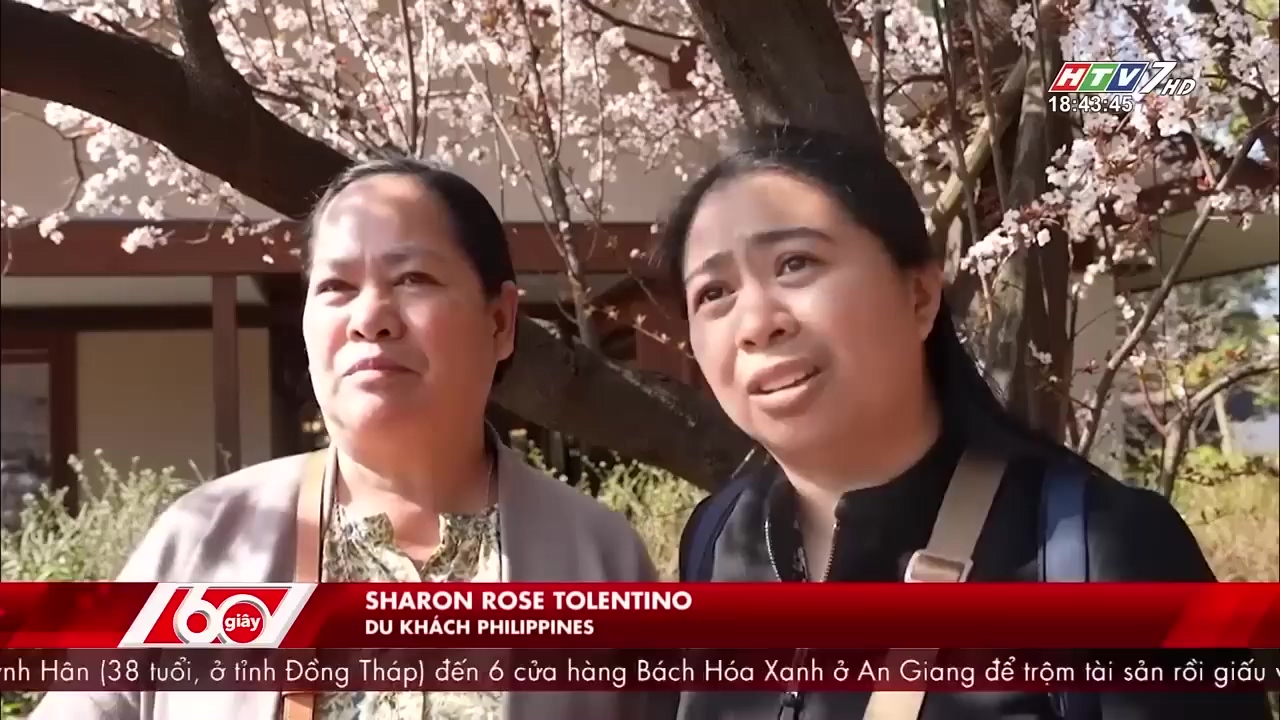 HTV7 HD
18:43:45
60 giây
SHARON ROSE TOLENTINO
DU KHÁCH PHILIPPINES
Hân (38 tuổi, ở tỉnh Đồng Tháp) đến 6 cửa hàng Bách Hóa Xanh ở An Giang để trộm tài sản rồi giấu